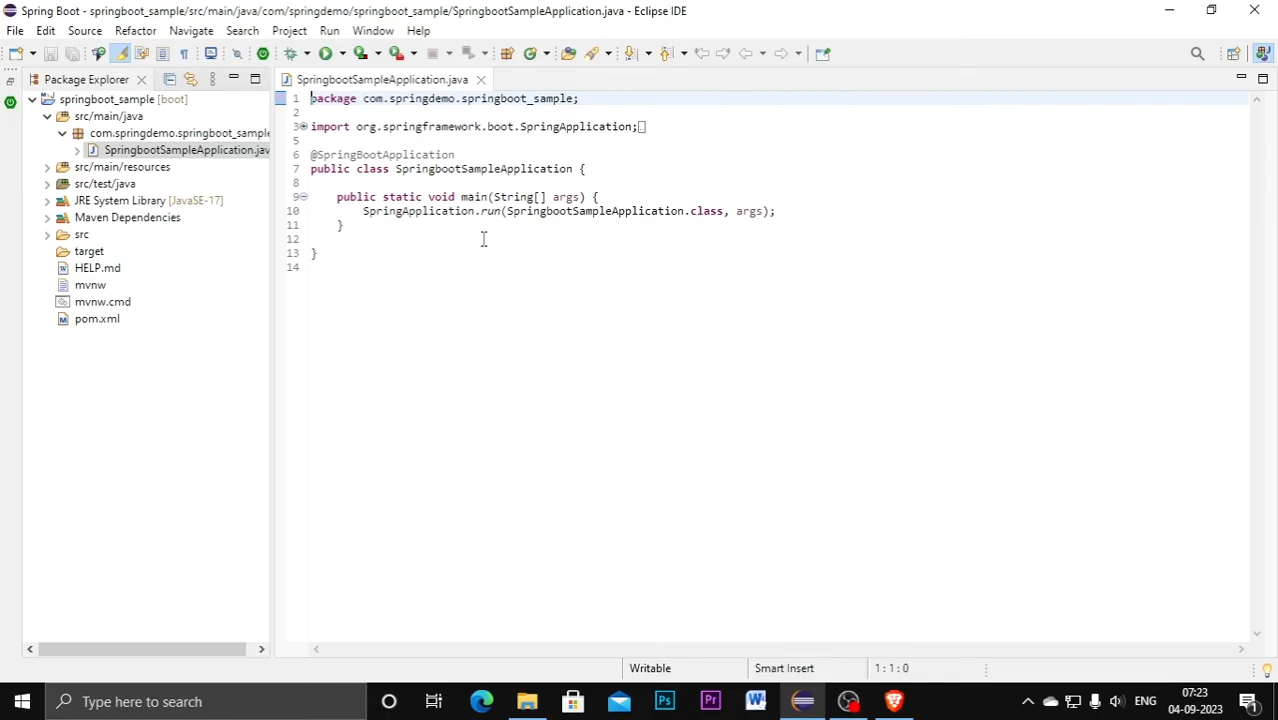 Spring Boot - springboot_sample/src/main/java/com/springdemo/springboot_sample/SpringbootSampleApplication.java - Eclipse IDE
File Edit Source Refactor Navigate Search Project Run Window Help
Package Explorer
SpringbootSampleApplication.java
springboot_sample [boot]
src/main/java
com.springdemo.springboot_sample
SpringbootSampleApplication.jav
src/main/resources
src/test/java
JRE System Library [JavaSE-17]
Maven Dependencies
src
target
HELP.md
mvnw
mvnw.cmd
pom.xml
1 package com.springdemo.springboot_sample;
2
3 import org.springframework.boot.SpringApplication;
5
6 @SpringBootApplication
7 public class SpringbootSampleApplication {
8
9 public static void main(String[] args) {
10 SpringApplication.run(SpringbootSampleApplication.class, args);
11 }
12
13 }
14
Writable Smart Insert 1 : 1 : 0
Type here to search
Ps Pr W
ENG 07:23
04-09-2023
1